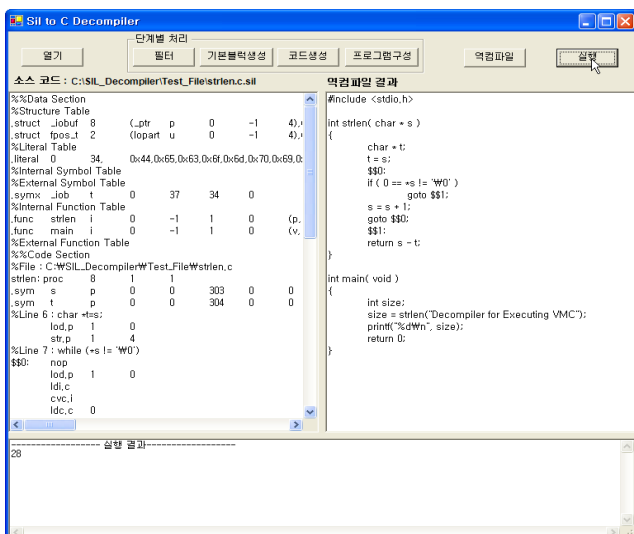 Sil to C Decompiler
단계별 처리
열기 필터 기본블럭생성 코드생성 프로그램구성 역컴파일 실행
소스 코드 : C:\SIL_Decompiler\Test_File\strlen.c.sil
%%Data Section
%Structure Table
.struct _iobuf 8 (_ptr p 0 -1 4),
.struct fpos_t 2 (lopart u 0 -1 4),
%Literal Table
.literal 0 34, 0x44,0x65,0x63,0x6f,0x6d,0x70,0x69,0
%Internal Symbol Table
%External Symbol Table
.symx _iob t 0 37 34 0
%Internal Function Table
.func strlen i 0 -1 1 0 (p,
.func main i 0 -1 1 0 (v,
%External Function Table
%%Code Section
%File : C:₩SIL_Decompiler₩Test_File₩strlen.c
strlen: proc 8 1 1
.sym s p 0 0 303 0 0
.sym t p 0 0 304 0 0
%Line 6 : char *t=s;
lod.p 1 0
str.p 1 4
%Line 7 : while (*s != '₩0')
$$0: nop
lod.p 1 0
ldi.c
cvc.i
ldc.c 0
역컴파일 결과
#include <stdio.h>
int strlen( char * s )
{
char * t;
t = s;
$$0:
if ( 0 == *s != '₩0' )
goto $$1;
s = s + 1;
goto $$0;
$$1:
return s - t;
}
int main( void )
{
int size;
size = strlen("Decompiler for Executing VMC");
printf("%d₩n", size);
return 0;
}
------------------ 실행 결과------------------
28